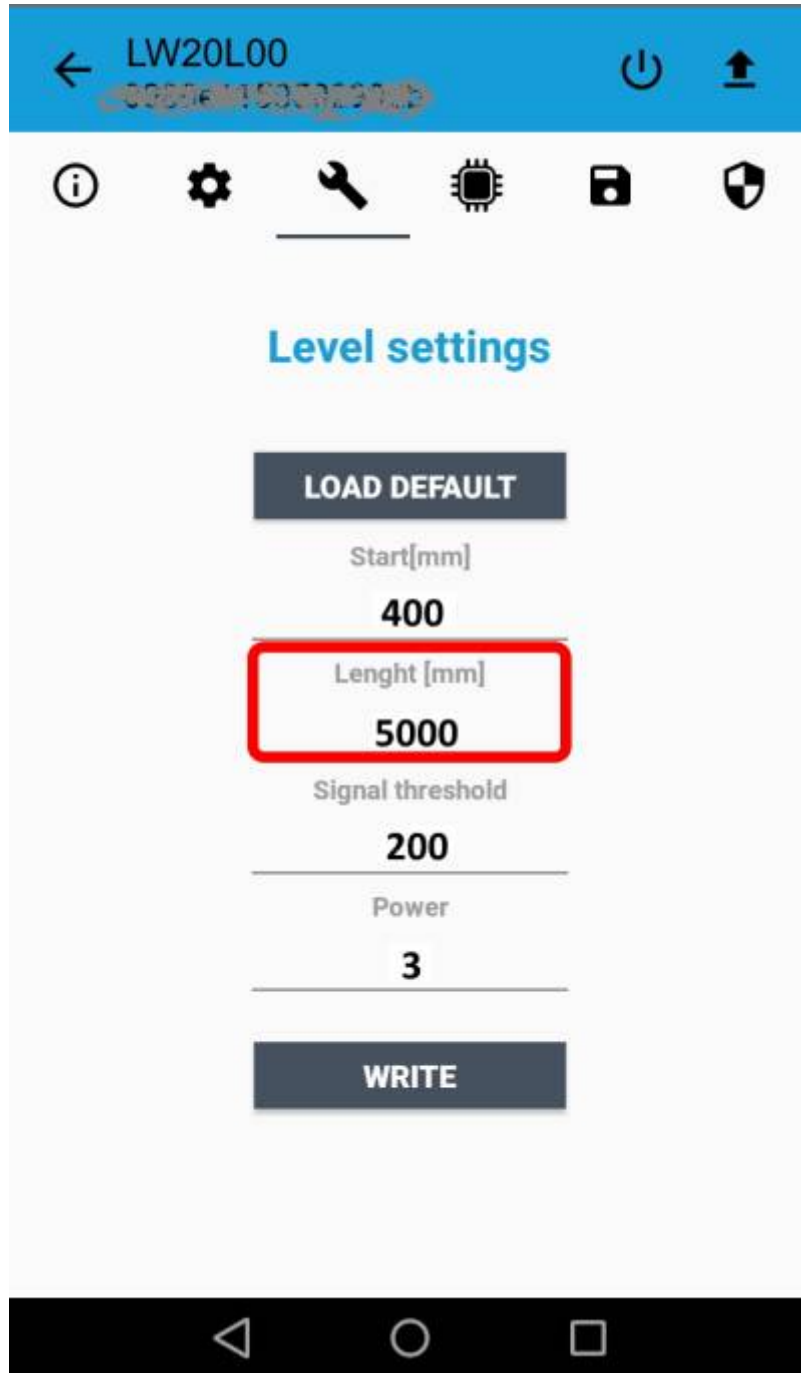 LW20L00
Level settings
LOAD DEFAULT
Start[mm]
400
Lenght [mm]
5000
Signal threshold
200
Power
3
WRITE